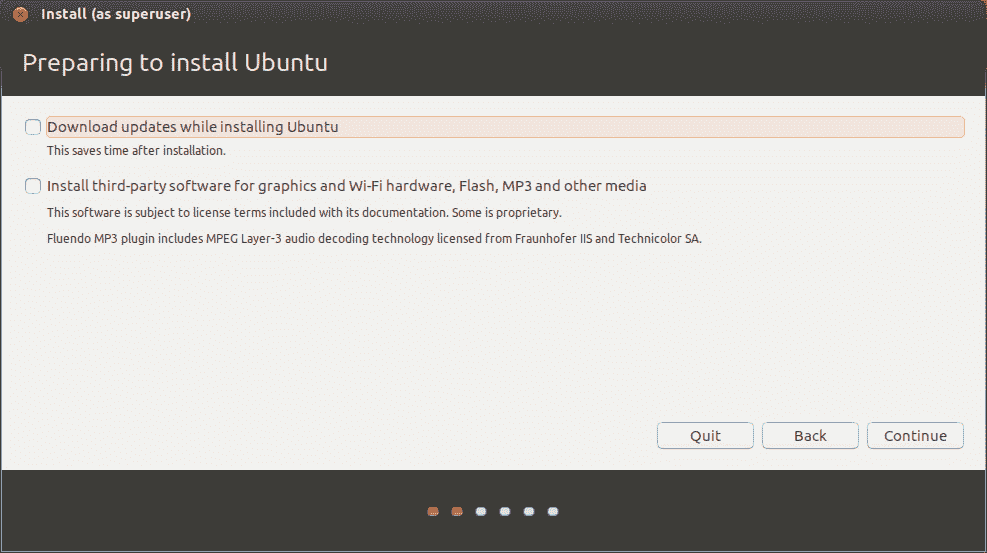 Install (as superuser)
Preparing to install Ubuntu
Download updates while installing Ubuntu
This saves time after installation.
Install third-party software for graphics and Wi-Fi hardware, Flash, MP3 and other media
This software is subject to license terms included with its documentation. Some is proprietary.
Fluendo MP3 plugin includes MPEG Layer-3 audio decoding technology licensed from Fraunhofer IIS and Technicolor SA.
Quit
Back
Continue